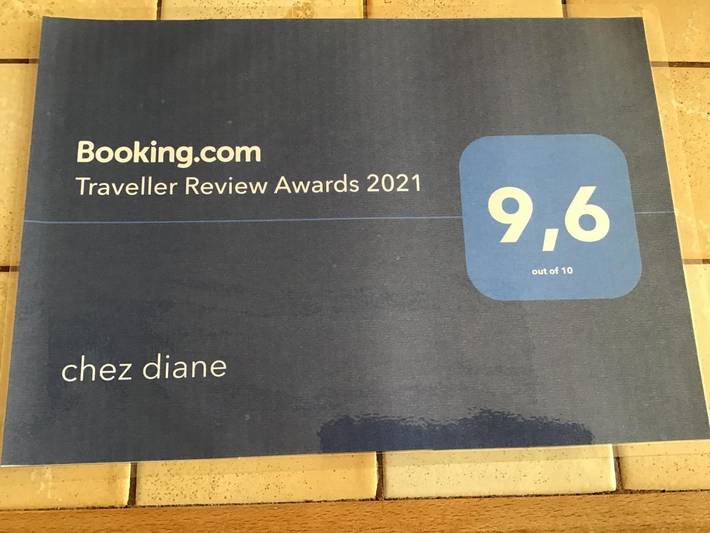 Booking.com
Traveller Review Awards 2021
9,6
out of 10
chez diane